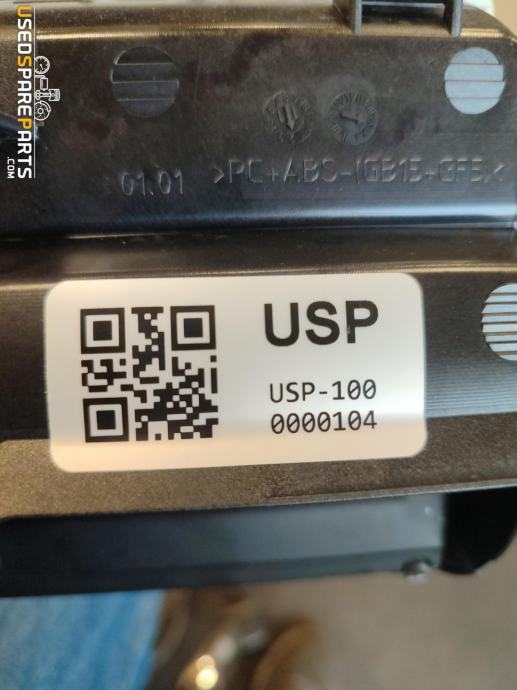 USEDSPAREPARTS
.COM
01.01 >PC+ABS-(GB15+GF5)<
USP
USP-100
0000104